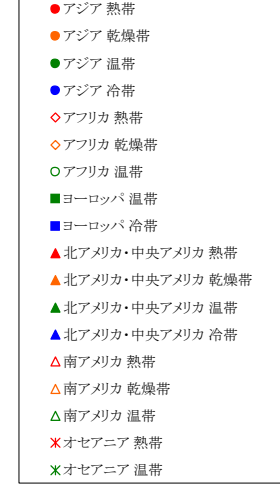 アジア 熱帯
アジア 乾燥帯
アジア 温帯
アジア 冷帯
アフリカ 熱帯
アフリカ 乾燥帯
アフリカ 温帯
ヨーロッパ 温帯
ヨーロッパ 冷帯
北アメリカ・中央アメリカ 熱帯
北アメリカ・中央アメリカ 乾燥帯
北アメリカ・中央アメリカ 温帯
北アメリカ・中央アメリカ 冷帯
南アメリカ 熱帯
南アメリカ 乾燥帯
南アメリカ 温帯
オセアニア 熱帯
オセアニア 温帯